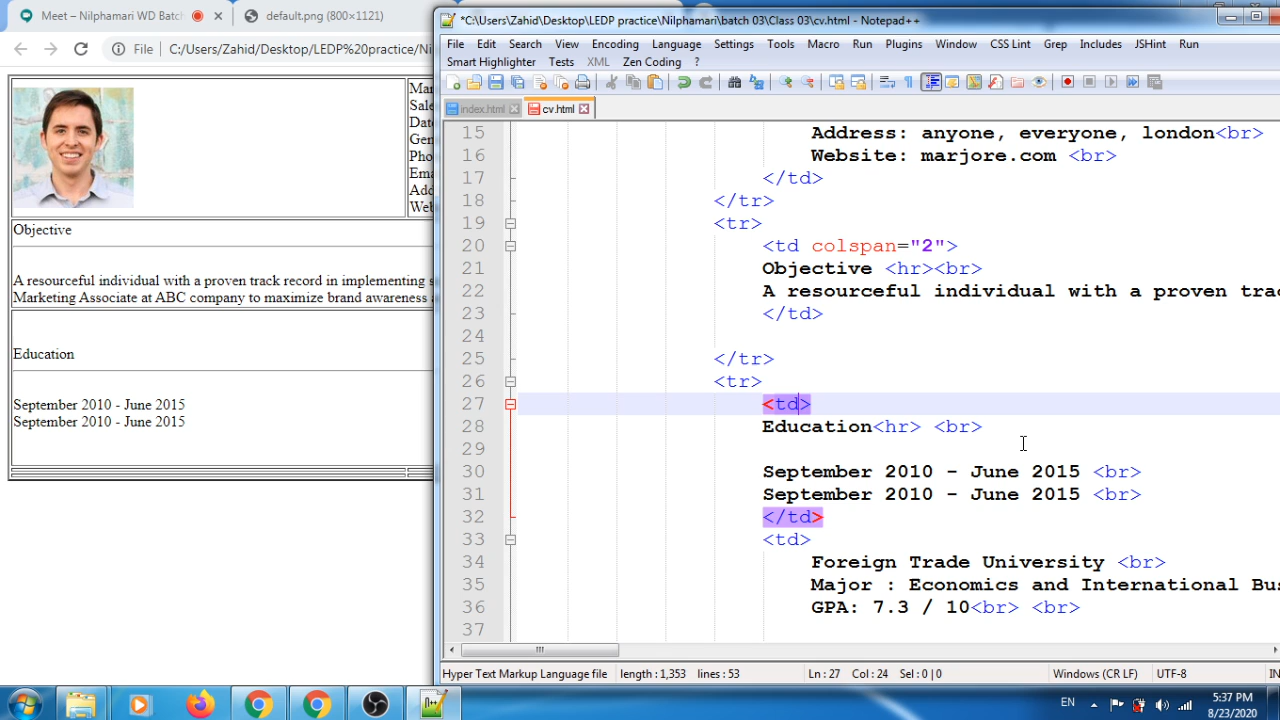 Meet – Nilphamari WD Batch
default.png (800×1121)
*C:\Users/Zahid\Desktop\LEDP practice\Nilphamari\batch 03\Class 03\cv.html - Notepad++
File C:/Users/Zahid/Desktop/LEDP%20practice/Ni
File Edit Search View Encoding Language Settings Tools Macro Run Plugins Window CSS Lint Grep Includes JSHint Run
Smart Highlighter Tests XML Zen Coding ?
index.html cv.html
Mar
Sale
Date
Gen
Pho
Ema
Add
Web
Objective
A resourceful individual with a proven track record in implementing s
Marketing Associate at ABC company to maximize brand awareness a
Education
September 2010 - June 2015
September 2010 - June 2015
15 Address: anyone, everyone, london<br>
16 Website: marjore.com <br>
17 </td>
18 </tr>
19 <tr>
20 <td colspan="2">
21 Objective <hr><br>
22 A resourceful individual with a proven trac
23 </td>
24
25 </tr>
26 <tr>
27 <td>
28 Education<hr> <br>
29
30 September 2010 - June 2015 <br>
31 September 2010 - June 2015 <br>
32 </td>
33 <td>
34 Foreign Trade University <br>
35 Major : Economics and International Bus
36 GPA: 7.3 / 10<br> <br>
37
Hyper Text Markup Language file length : 1,353 lines : 53 Ln : 27 Col : 24 Sel : 0 | 0 Windows (CR LF) UTF-8 IN
EN 5:37 PM
8/23/2020